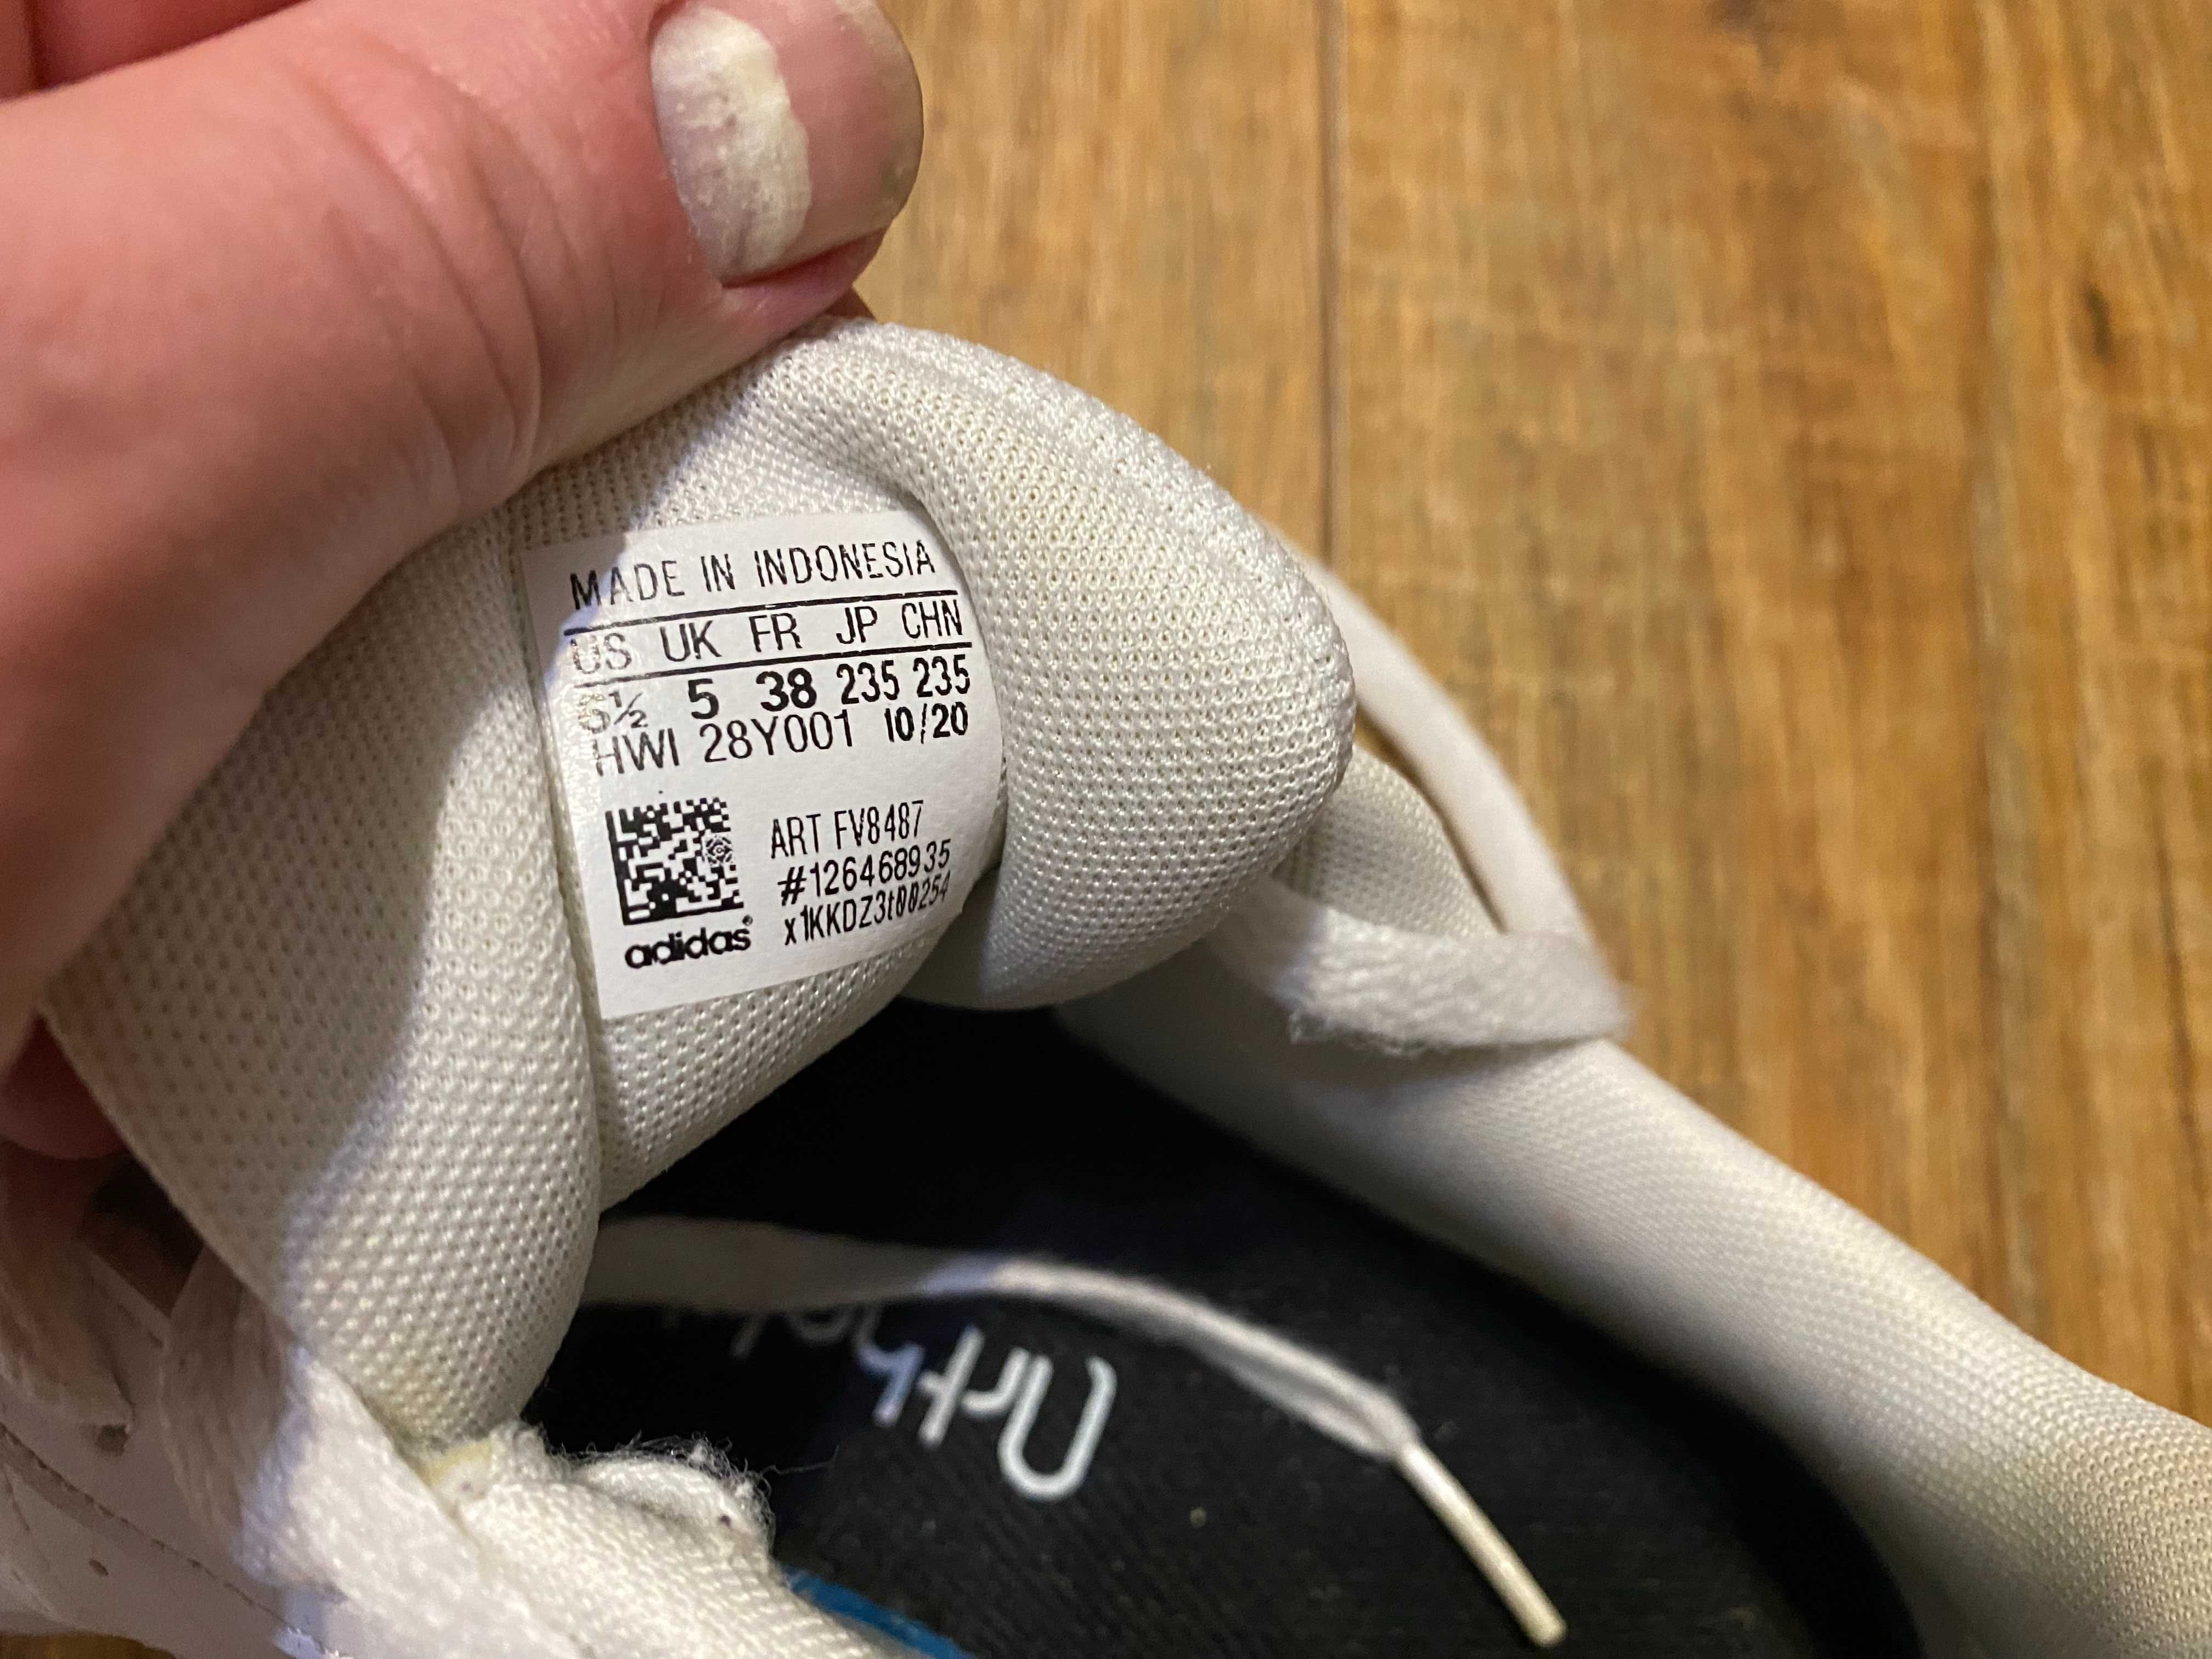 MADE IN INDONESIA
US UK FR JP CHN
6½ 5 38 235 235
HWI 28Y001 10/20
ART FV8487
#126468935
x1KKDZ3t00254
adidas®